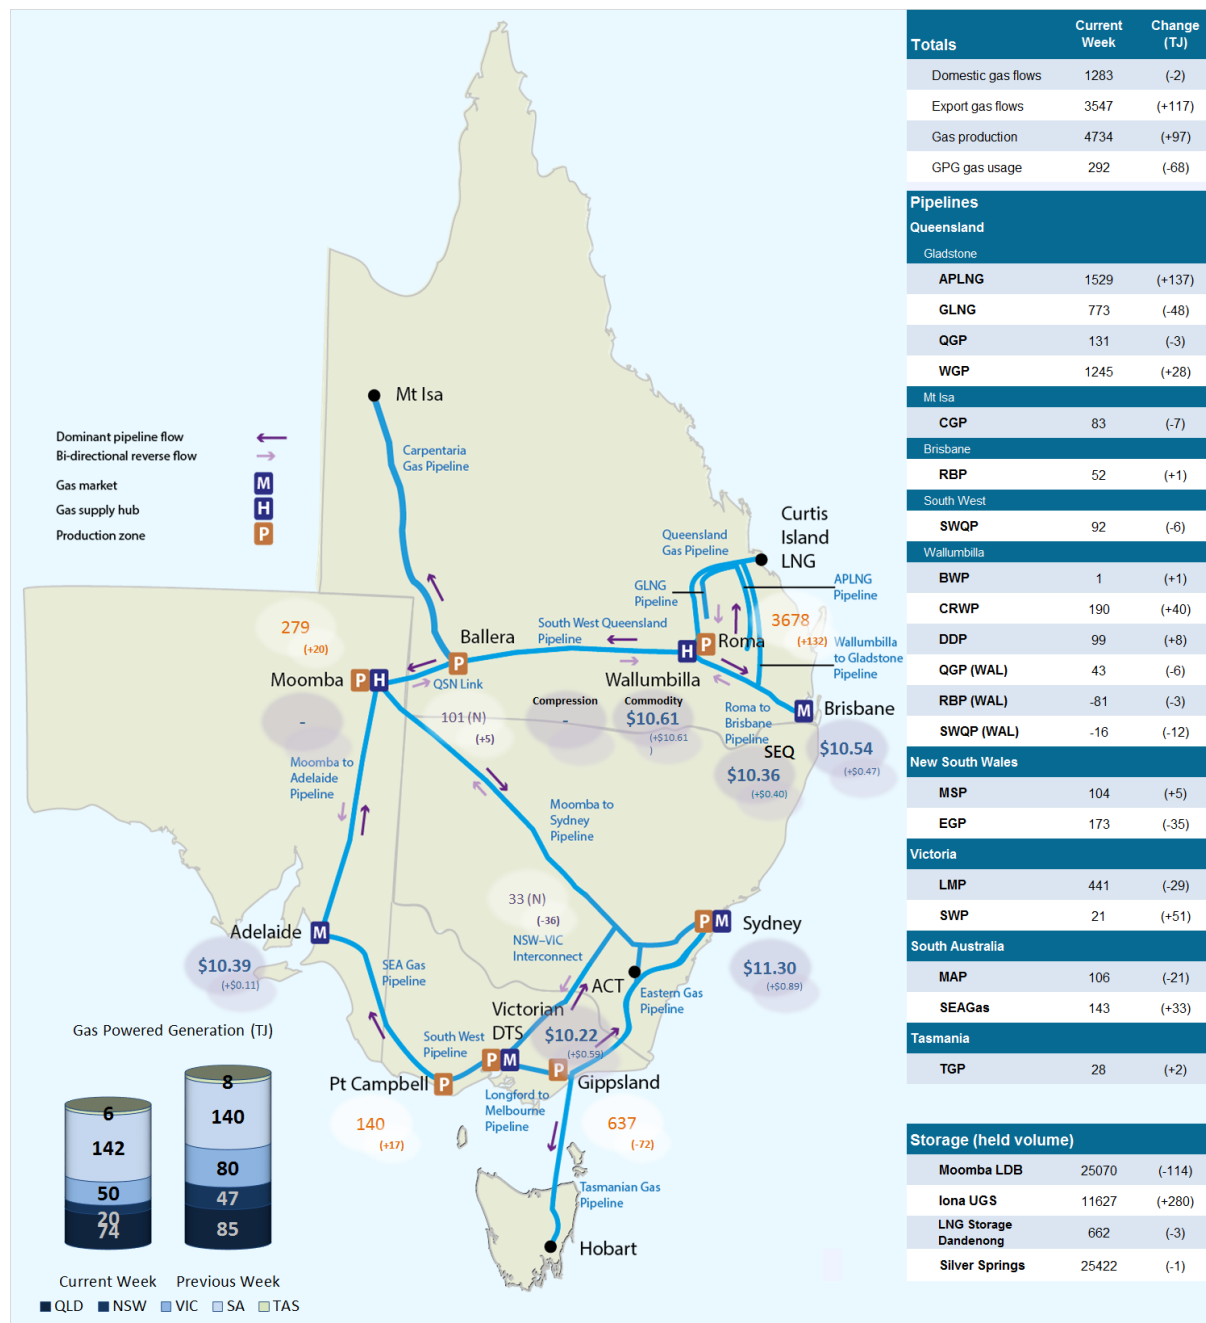 Mt Isa
Carpentaria
Gas Pipeline
Dominant pipeline flow
Bi-directional reverse flow
Gas market
M
Gas supply hub
H
Production zone
P
Curtis
Island
LNG
Queensland
Gas Pipeline
GLNG
Pipeline
APLNG
Pipeline
279
(+20)
3678
(+132)
Ballera
South West Queensland
Pipeline
Roma
Wallumbilla
to Gladstone
Pipeline
P
H
P
Moomba
P
H
QSN Link
Wallumbilla
Compression
Commodity
-
101 (N)
(+5)
-
$10.61
(+$10.61
)
Roma to
Brisbane
Pipeline
M
Brisbane
SEQ
$10.54
(+$0.47)
$10.36
(+$0.40)
Moomba to
Adelaide
Pipeline
Moomba to
Sydney
Pipeline
33 (N)
(-36)
NSW–VIC
Interconnect
P
M
Sydney
$11.30
(+$0.89)
Adelaide
M
$10.39
(+$0.11)
SEA Gas
Pipeline
ACT
Eastern Gas
Pipeline
Victorian
DTS
$10.22
(+$0.59)
South West
Pipeline
P
M
P
Pt Campbell
P
Gippsland
140
(+17)
Longford to
Melbourne
Pipeline
637
(-72)
Tasmanian Gas
Pipeline
Hobart
Gas Powered Generation (TJ)
6
142
50
20
74
8
140
80
47
85
Current Week
Previous Week
QLD NSW VIC SA TAS
Totals Current Week Change (TJ)
Domestic gas flows 1283 (-2)
Export gas flows 3547 (+117)
Gas production 4734 (+97)
GPG gas usage 292 (-68)
Pipelines
Queensland
Gladstone
APLNG 1529 (+137)
GLNG 773 (-48)
QGP 131 (-3)
WGP 1245 (+28)
Mt Isa
CGP 83 (-7)
Brisbane
RBP 52 (+1)
South West
SWQP 92 (-6)
Wallumbilla
BWP 1 (+1)
CRWP 190 (+40)
DDP 99 (+8)
QGP (WAL) 43 (-6)
RBP (WAL) -81 (-3)
SWQP (WAL) -16 (-12)
New South Wales
MSP 104 (+5)
EGP 173 (-35)
Victoria
LMP 441 (-29)
SWP 21 (+51)
South Australia
MAP 106 (-21)
SEAGas 143 (+33)
Tasmania
TGP 28 (+2)
Storage (held volume)
Moomba LDB 25070 (-114)
Iona UGS 11627 (+280)
LNG Storage
Dandenong 662 (-3)
Silver Springs 25422 (-1)